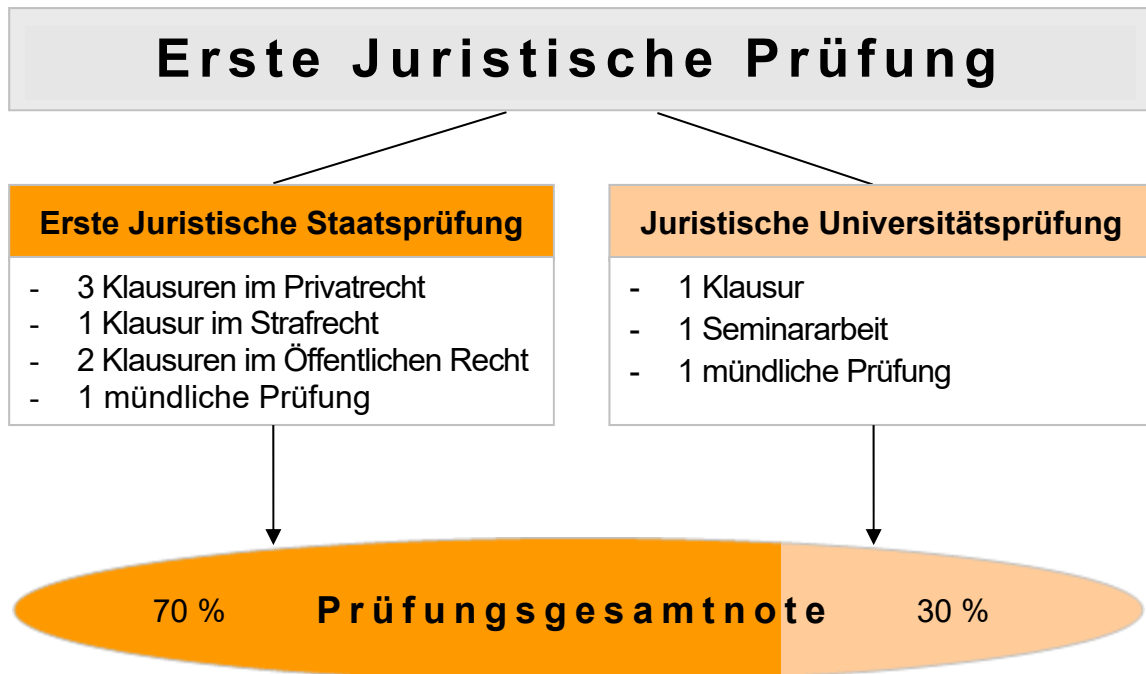 Erste Juristische Prüfung
Erste Juristische Staatsprüfung
- 3 Klausuren im Privatrecht
- 1 Klausur im Strafrecht
- 2 Klausuren im Öffentlichen Recht
- 1 mündliche Prüfung
Juristische Universitätsprüfung
- 1 Klausur
- 1 Seminararbeit
- 1 mündliche Prüfung
70 % Prüfungsgesamtnote 30 %